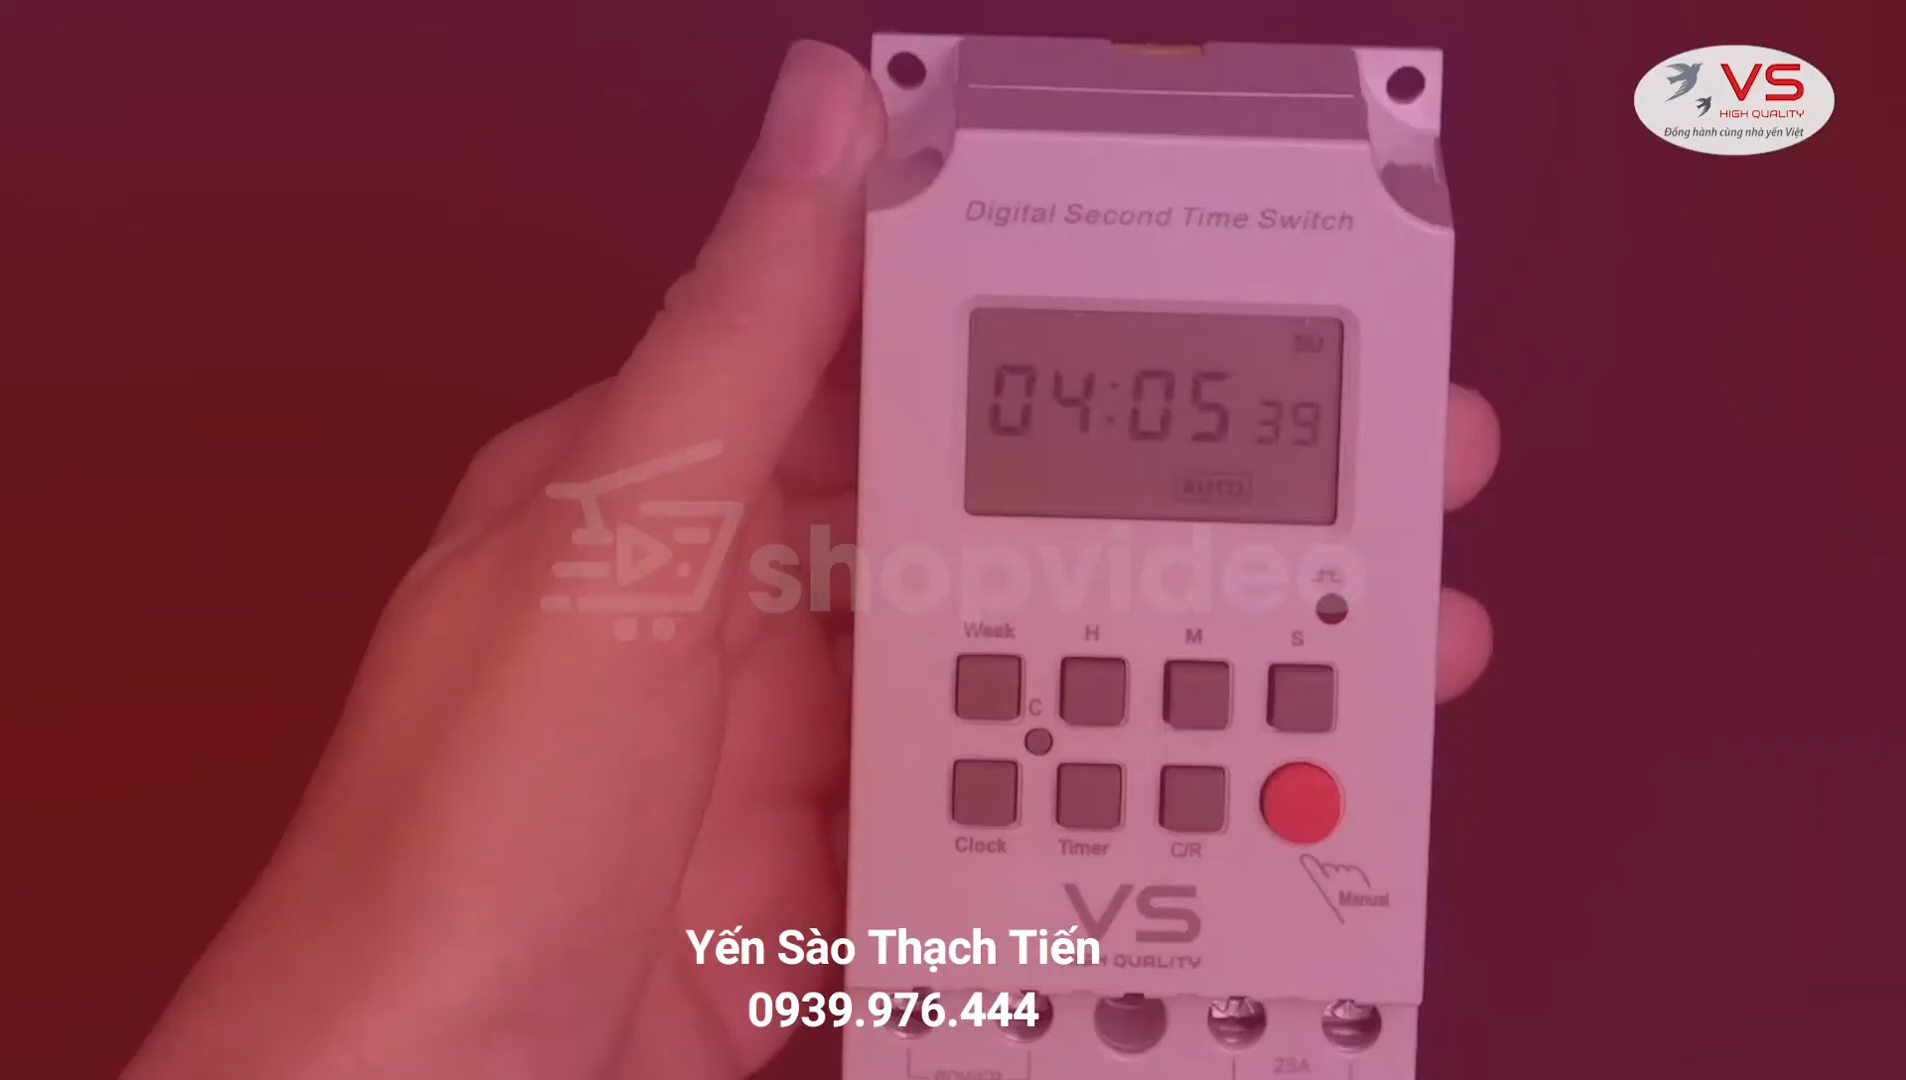 VS
HIGH QUALITY
Đồng hành cùng nhà yến Việt
Digital Second Time Switch
SU
04:05 39
AUTO
shopvideo
Week H M S
C
Clock Timer C/R
Manual
VS
QUALITY
Yến Sào Thạch Tiến
0939.976.444
POWER 25A